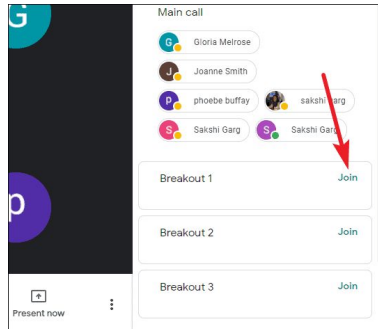 G
Main call
G Gloria Melrose
J Joanne Smith
p phoebe buffay sakshi garg
S Sakshi Garg S Sakshi Garg
Breakout 1 Join
p
Breakout 2 Join
Breakout 3 Join
Present now